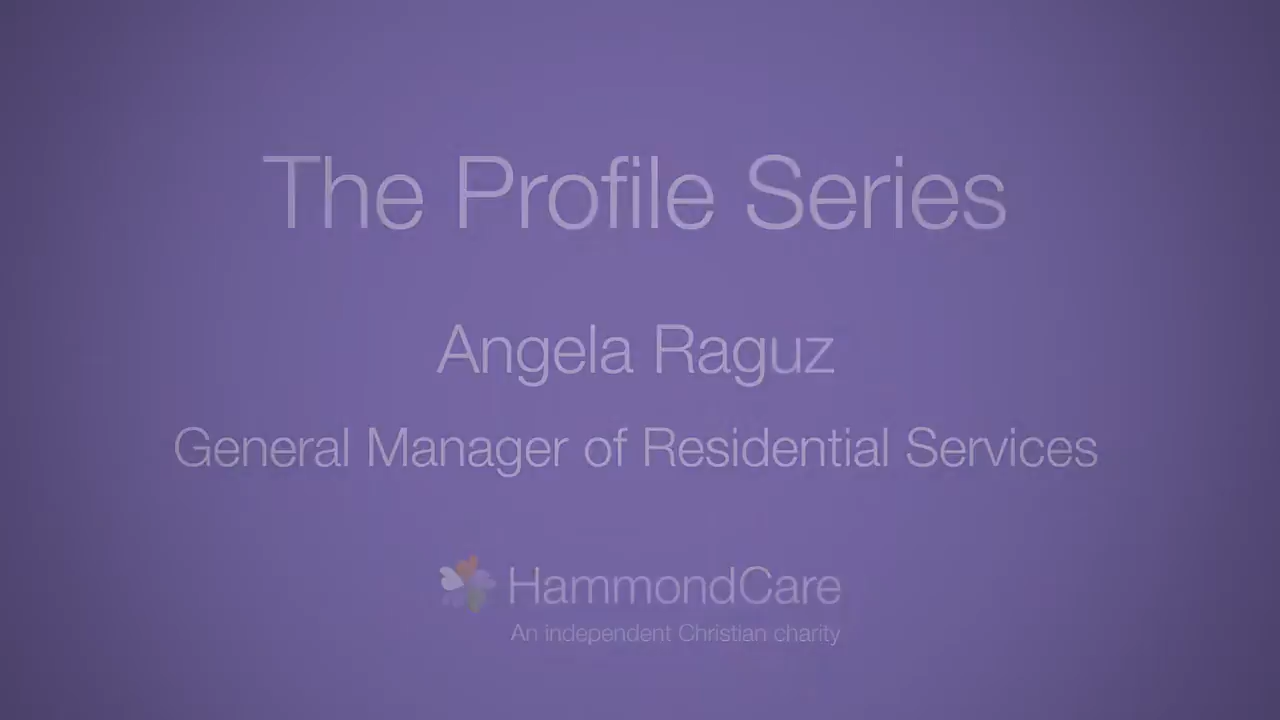 The Profile Series
Angela Raguz
General Manager of Residential Services
HammondCare
An independent Christian charity